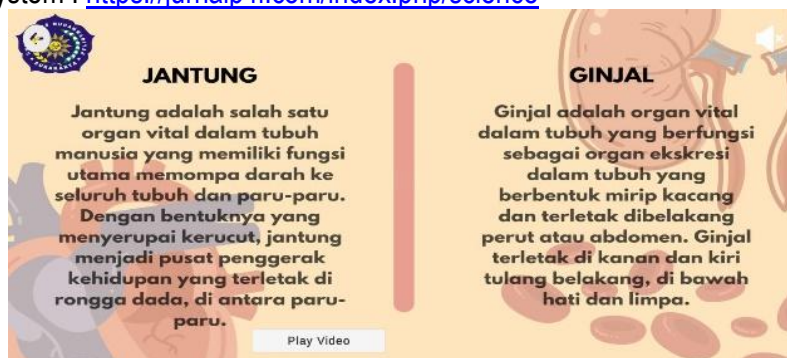 JANTUNG
Jantung adalah salah satu
organ vital dalam tubuh
manusia yang memiliki fungsi
utama memompa darah ke
seluruh tubuh dan paru-paru.
Dengan bentuknya yang
menyerupai kerucut, jantung
menjadi pusat penggerak
kehidupan yang terletak di
rongga dada, di antara paru-
paru.
Play Video
GINJAL
Ginjal adalah organ vital
dalam tubuh yang berfungsi
sebagai organ ekskresi
dalam tubuh yang
berbentuk mirip kacang
dan terletak dibelakang
perut atau abdomen. Ginjal
terletak di kanan dan kiri
tulang belakang, di bawah
hati dan limpa.